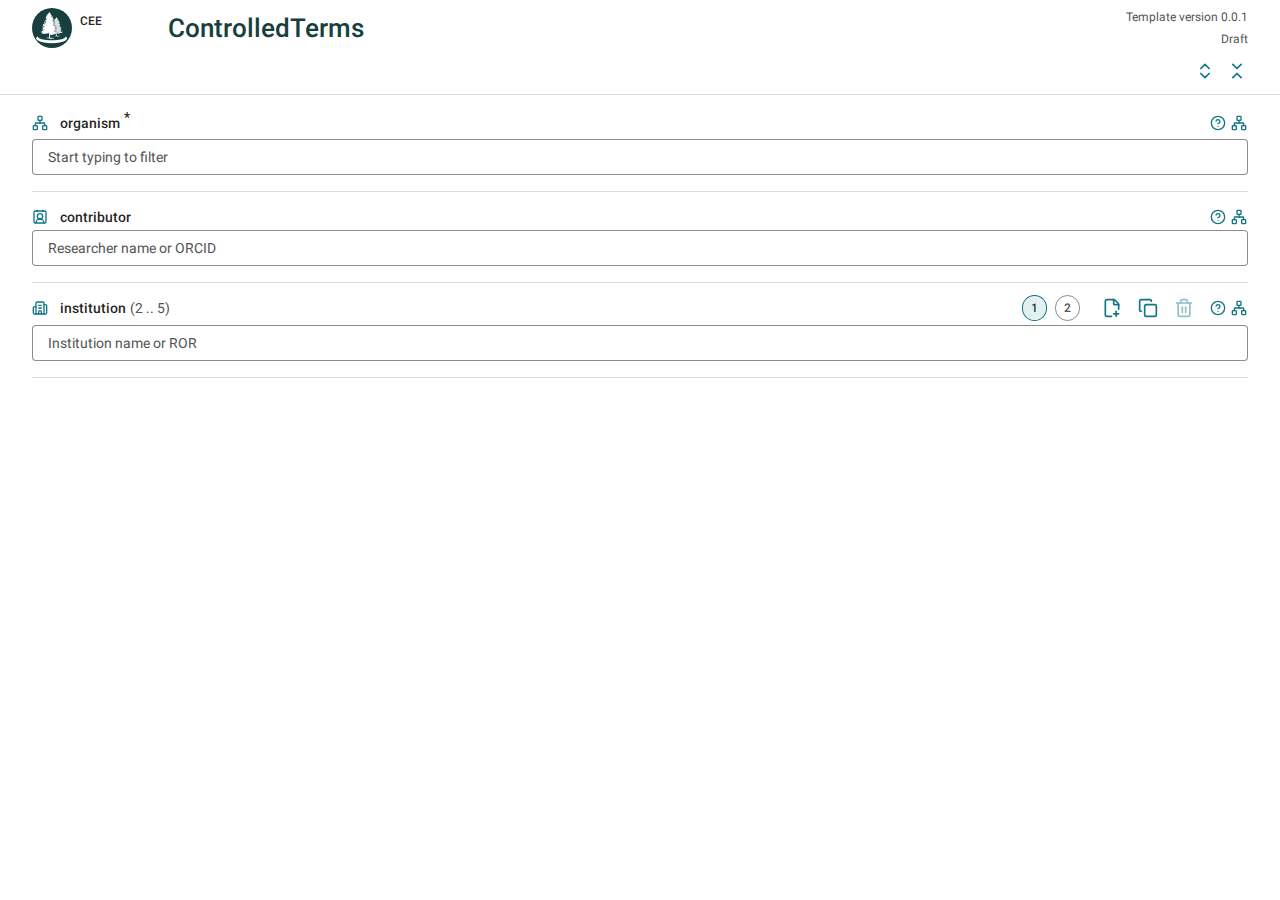 CEE
ControlledTerms
Template version 0.0.1
Draft
organism *
Start typing to filter
contributor
Researcher name or ORCID
institution (2 .. 5)
1 2
Institution name or ROR